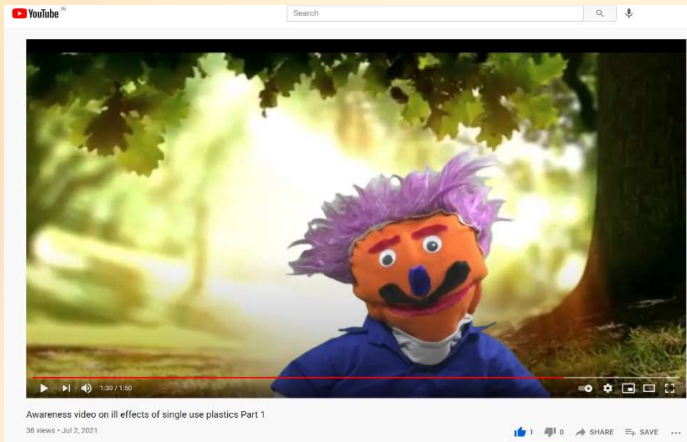 YouTube IN
Search
1:30 / 1:50
Awareness video on ill effects of single use plastics Part 1
38 views • Jul 2, 2021
1 0 SHARE SAVE